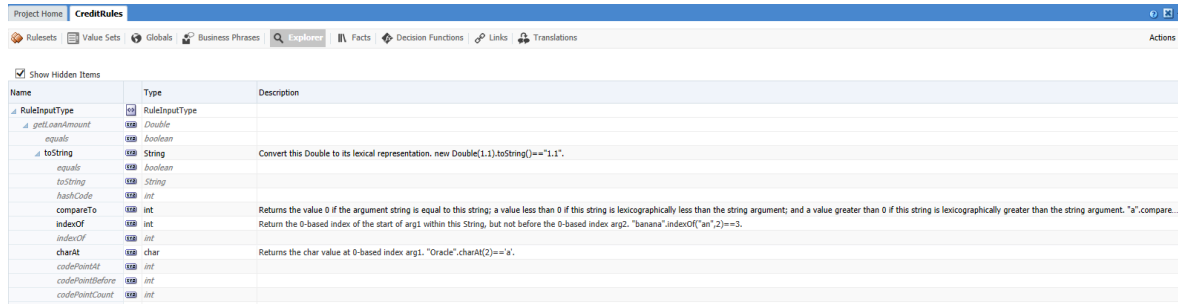 Project Home CreditRules
Rulesets Value Sets Globals Business Phrases Explorer Facts Decision Functions Links Translations Actions
Show Hidden Items
Name Type Description
RuleInputType RuleInputType
getLoanAmount Double
equals boolean
toString String Convert this Double to its lexical representation. new Double(1.1).toString()=="1.1".
equals boolean
toString String
hashCode int
compareTo int Returns the value 0 if the argument string is equal to this string; a value less than 0 if this string is lexicographically less than the string argument; and a value greater than 0 if this string is lexicographically greater than the string argument. "a".compare...
indexOf int Return the 0-based index of the start of arg1 within this String, but not before the 0-based index arg2. "banana".indexOf("an",2)==3.
indexOf int
charAt char Returns the char value at 0-based index arg1. "Oracle".charAt(2)=='a'.
codePointAt int
codePointBefore int
codePointCount int